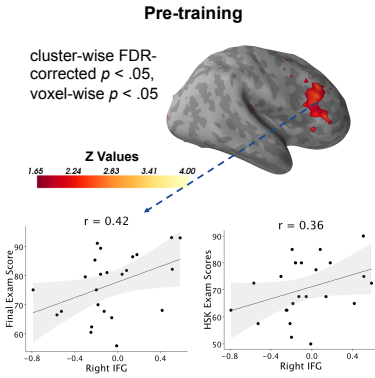 Pre-training
cluster-wise FDR-
corrected p < .05,
voxel-wise p < .05
Z Values
1.65 2.24 2.83 3.41 4.00
r = 0.42
Final Exam Score
90
80
70
60
-0.8 -0.4 0.0 0.4
Right IFG
r = 0.36
HSK Exam Scores
90
80
70
60
50
-0.8 -0.4 0.0 0.4
Right IFG